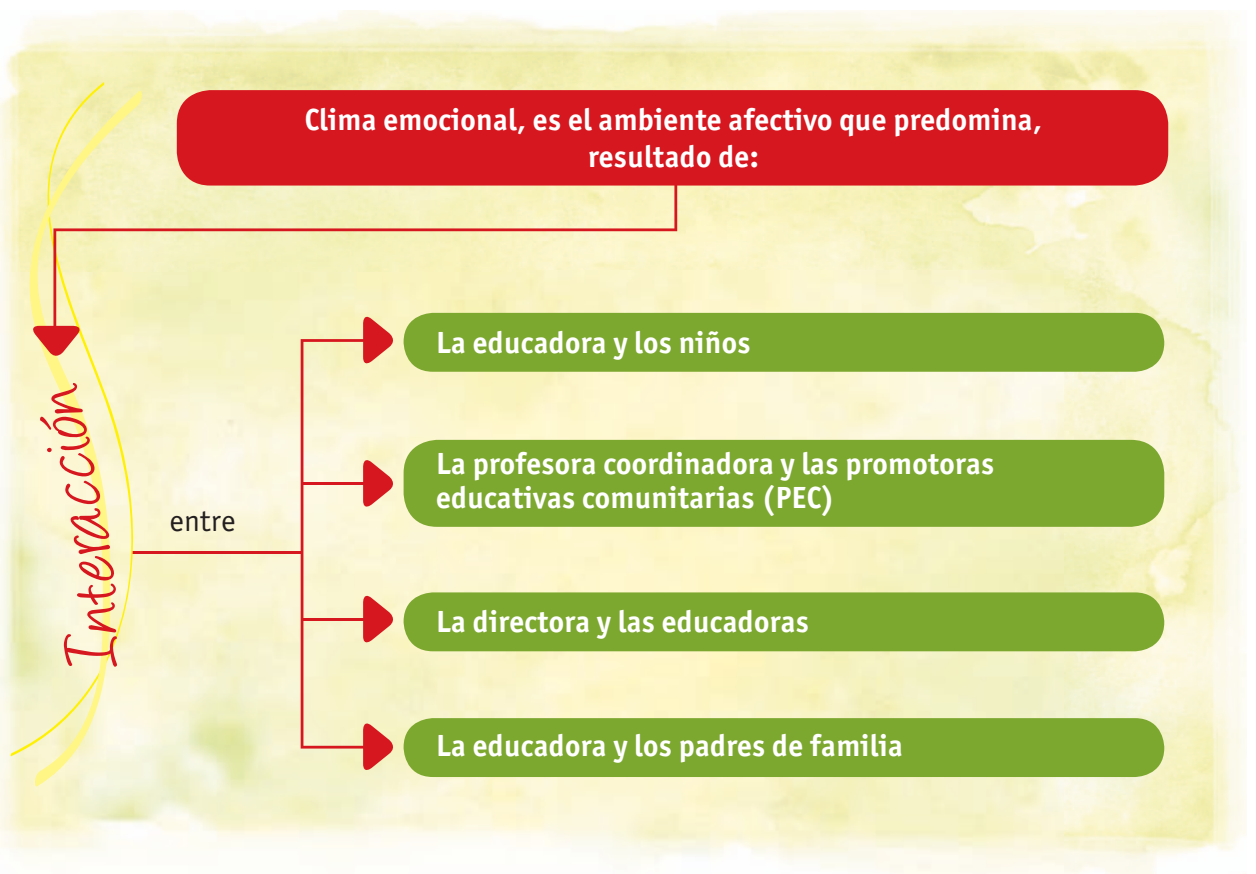 Clima emocional, es el ambiente afectivo que predomina,
resultado de:
Interacción
entre
La educadora y los niños
La profesora coordinadora y las promotoras
educativas comunitarias (PEC)
La directora y las educadoras
La educadora y los padres de familia